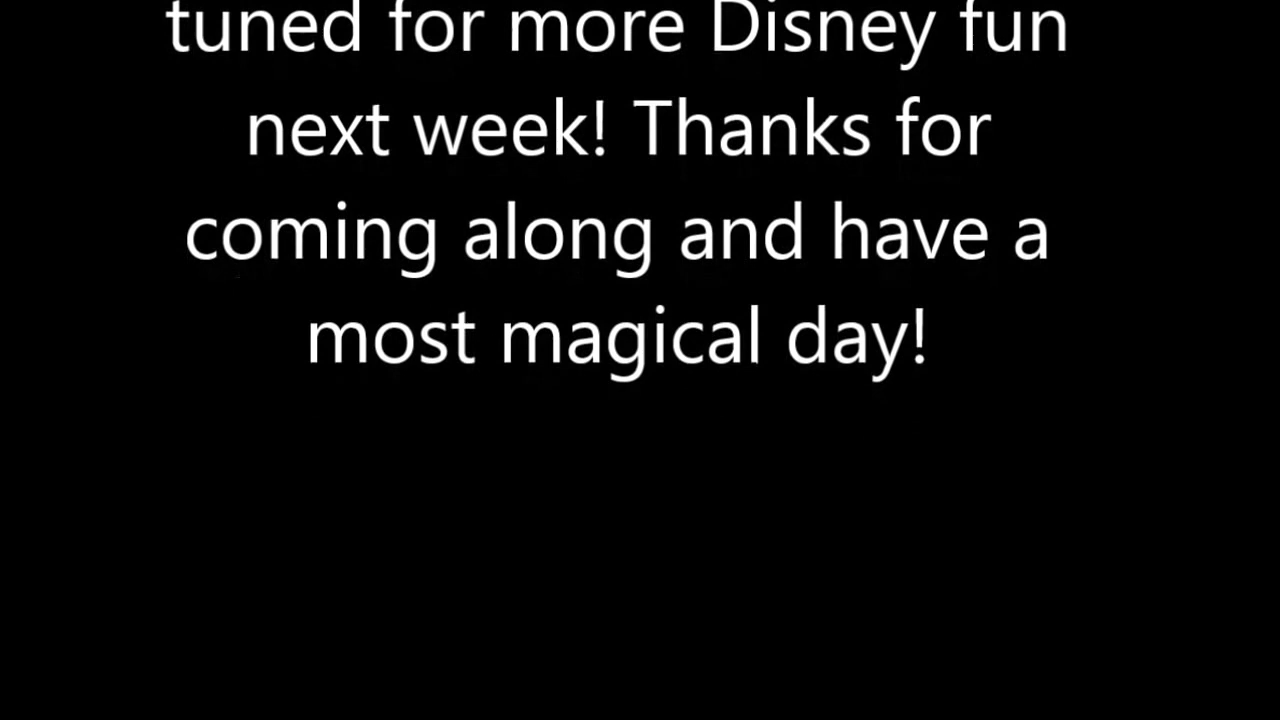 tuned for more Disney fun
next week! Thanks for
coming along and have a
most magical day!